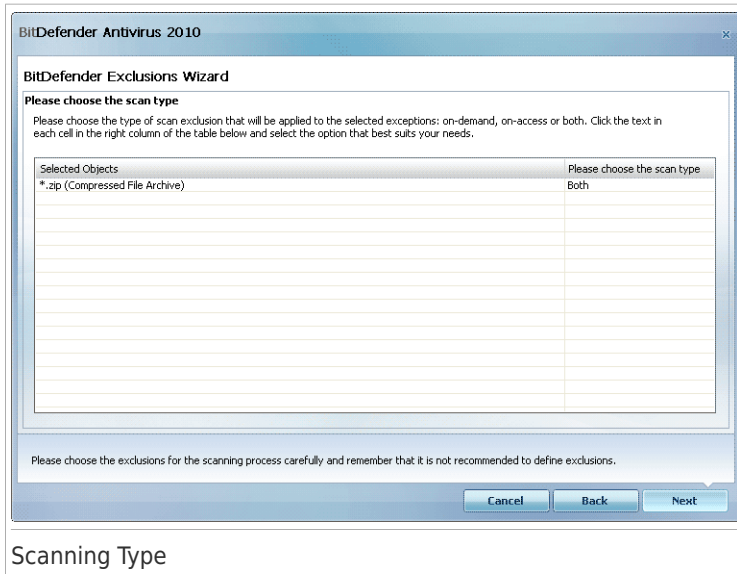 BitDefender Antivirus 2010
x
BitDefender Exclusions Wizard
Please choose the scan type
Please choose the type of scan exclusion that will be applied to the selected exceptions: on-demand, on-access or both. Click the text in
each cell in the right column of the table below and select the option that best suits your needs.
Selected Objects Please choose the scan type
*.zip (Compressed File Archive) Both
Please choose the exclusions for the scanning process carefully and remember that it is not recommended to define exclusions.
Cancel Back Next
Scanning Type